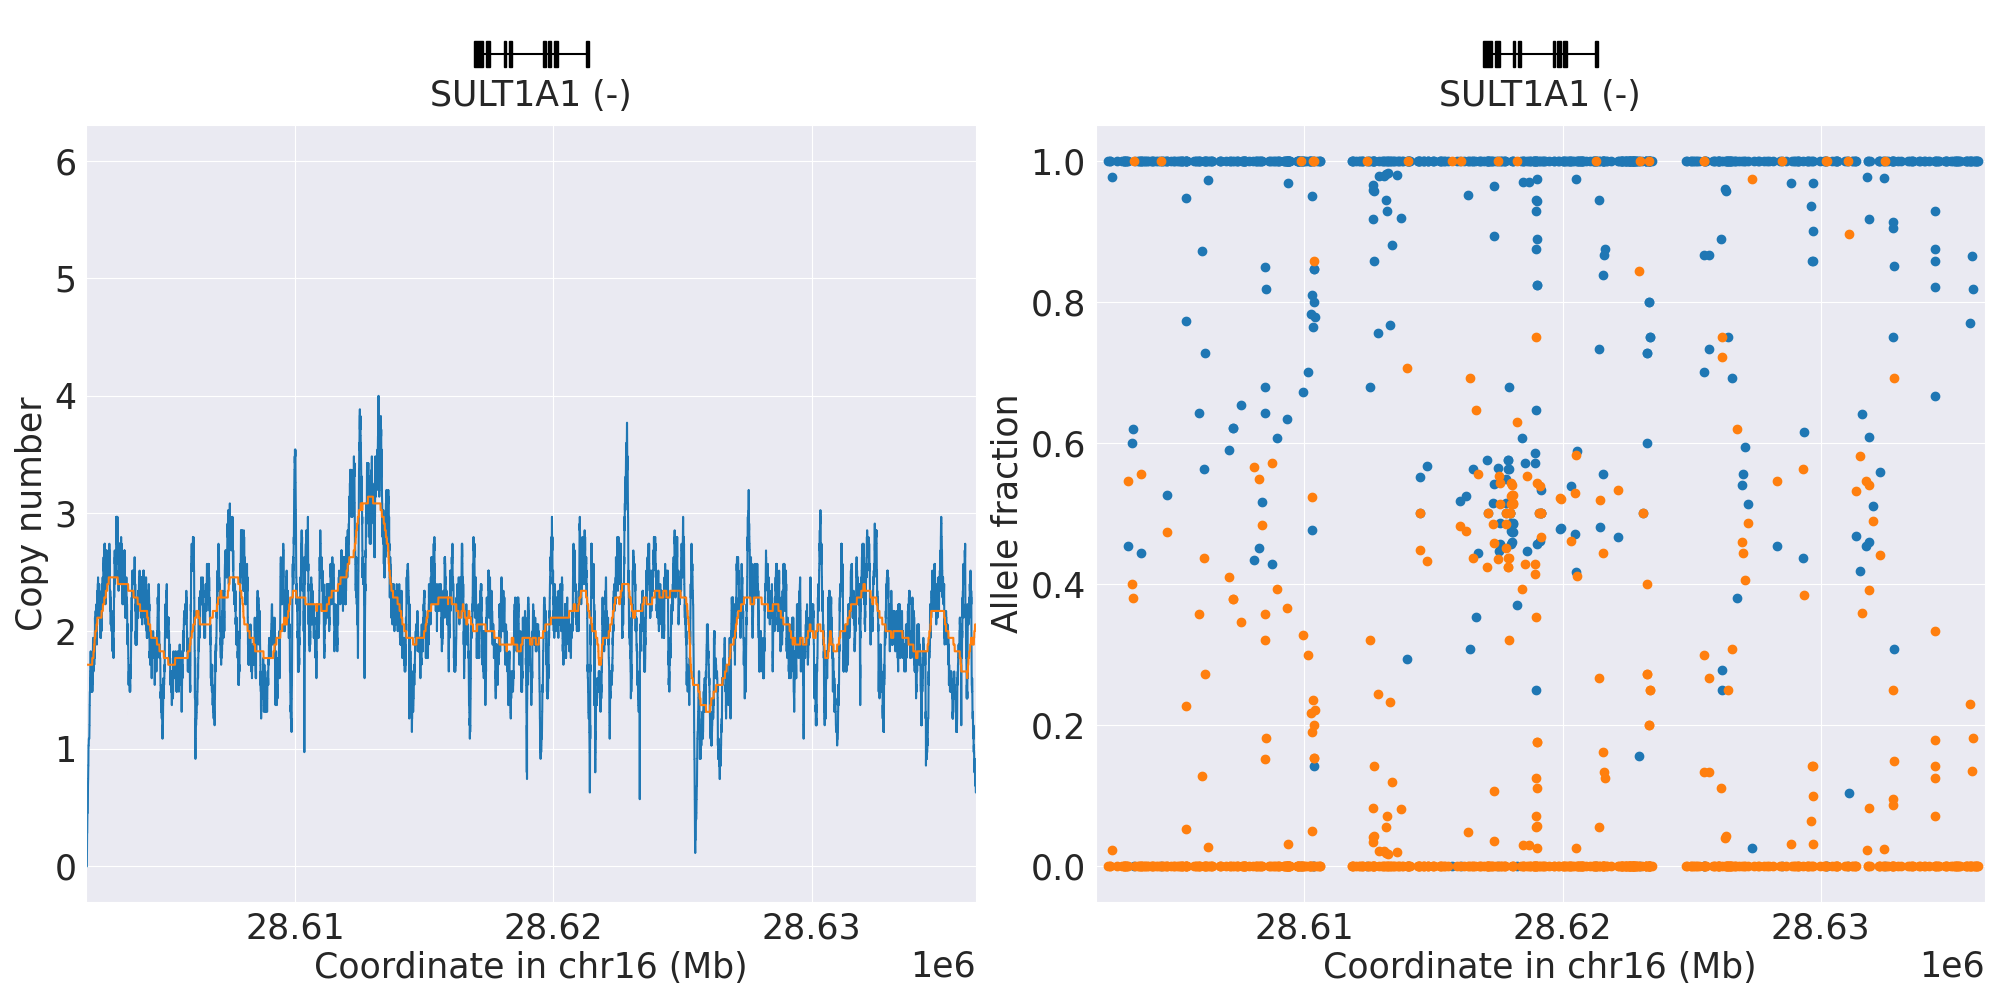 SULT1A1 (-)
Copy number
6
5
4
3
2
1
0
28.61
28.62
28.63
Coordinate in chr16 (Mb)
1e6
SULT1A1 (-)
Allele fraction
1.0
0.8
0.6
0.4
0.2
0.0
28.61
28.62
28.63
Coordinate in chr16 (Mb)
1e6